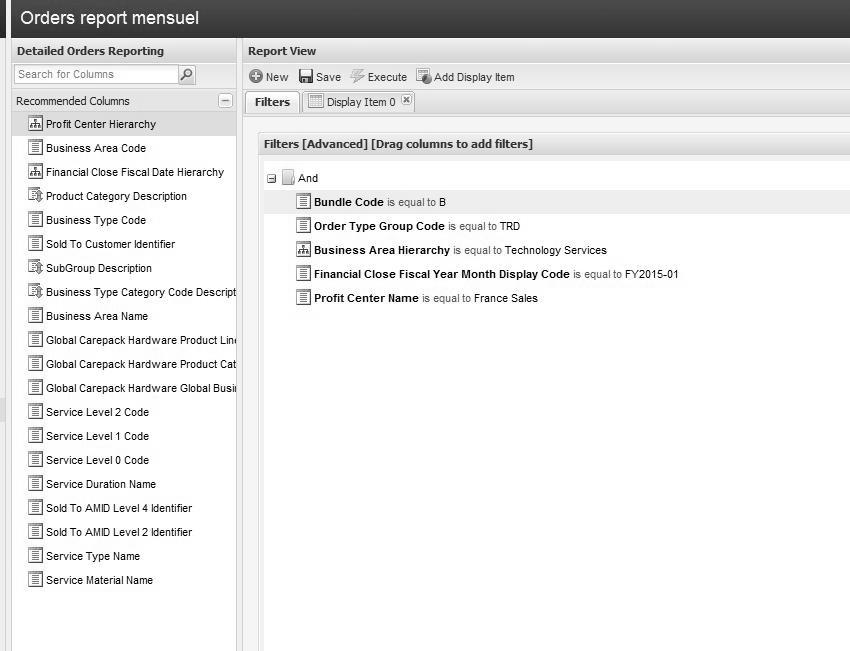 Orders report mensuel
Detailed Orders Reporting
Search for Columns
Recommended Columns
Profit Center Hierarchy
Business Area Code
Financial Close Fiscal Date Hierarchy
Product Category Description
Business Type Code
Sold To Customer Identifier
SubGroup Description
Business Type Category Code Descript
Business Area Name
Global Carepack Hardware Product Line
Global Carepack Hardware Product Cat
Global Carepack Hardware Global Busi
Service Level 2 Code
Service Level 1 Code
Service Level 0 Code
Service Duration Name
Sold To AMID Level 4 Identifier
Sold To AMID Level 2 Identifier
Service Type Name
Service Material Name
Report View
New Save Execute Add Display Item
Filters Display Item 0
Filters [Advanced] [Drag columns to add filters]
And
Bundle Code is equal to B
Order Type Group Code is equal to TRD
Business Area Hierarchy is equal to Technology Services
Financial Close Fiscal Year Month Display Code is equal to FY2015-01
Profit Center Name is equal to France Sales